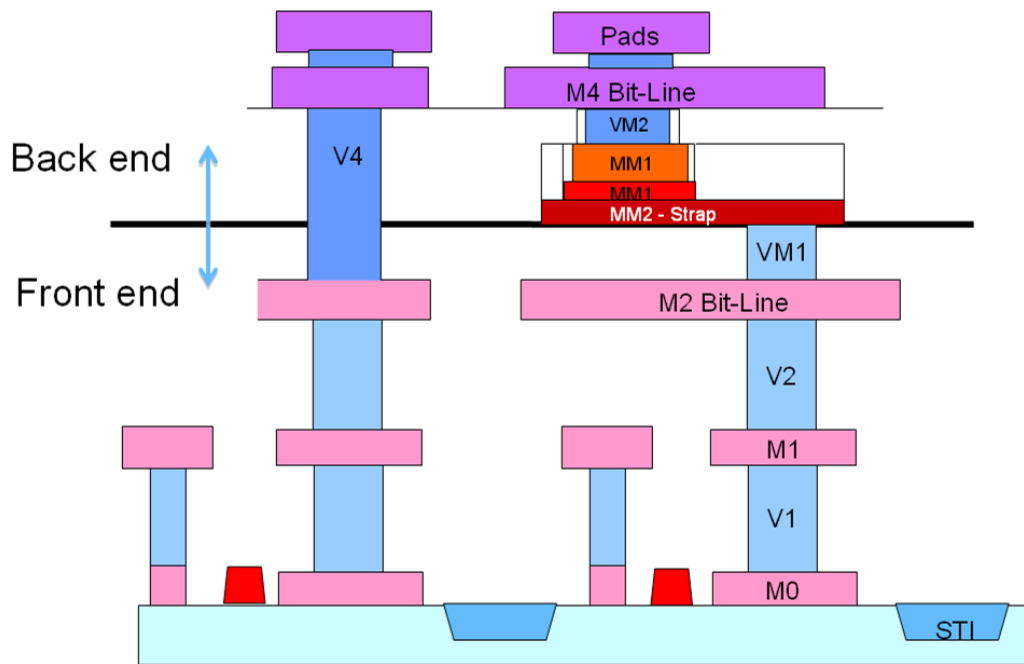 Pads
M4 Bit-Line
VM2
V4
Back end
MM1
MM1
MM2 - Strap
VM1
Front end
M2 Bit-Line
V2
M1
V1
M0
STI